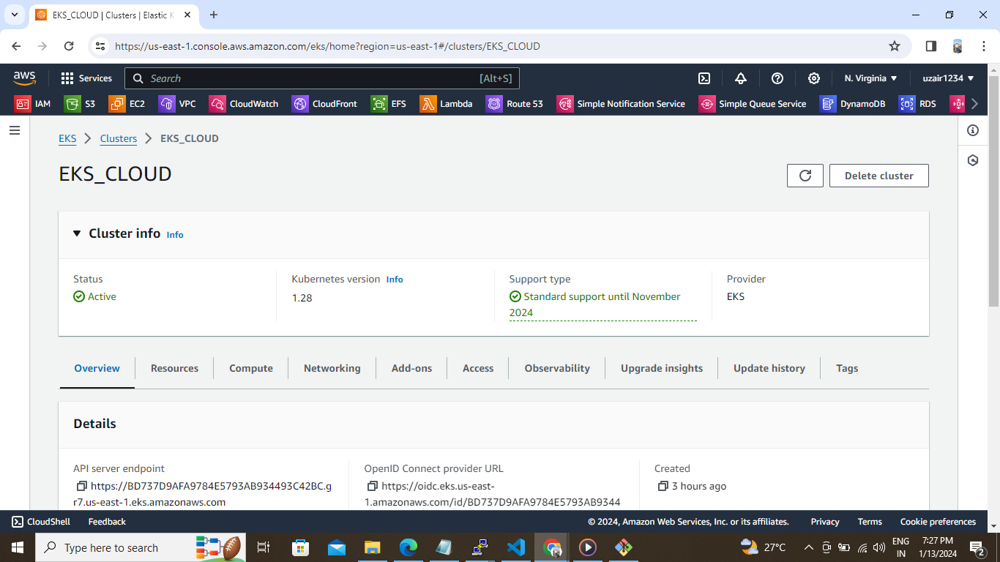 EKS_CLOUD | Clusters | Elastic K
https://us-east-1.console.aws.amazon.com/eks/home?region=us-east-1#/clusters/EKS_CLOUD
aws
Services
Search
[Alt+S]
N. Virginia
uzair1234
IAM
S3
EC2
VPC
CloudWatch
CloudFront
EFS
Lambda
Route 53
Simple Notification Service
Simple Queue Service
DynamoDB
RDS
EKS
Clusters
EKS_CLOUD
EKS_CLOUD
Delete cluster
Cluster info Info
Status
Active
Kubernetes version Info
1.28
Support type
Standard support until November
2024
Provider
EKS
Overview
Resources
Compute
Networking
Add-ons
Access
Observability
Upgrade insights
Update history
Tags
Details
API server endpoint
https://BD737D9AFA9784E5793AB934493C42BC.g
r7.us-east-1.eks.amazonaws.com
OpenID Connect provider URL
https://oidc.eks.us-east-
1.amazonaws.com/id/BD737D9AFA9784E5793AB9344
Created
3 hours ago
CloudShell
Feedback
© 2024, Amazon Web Services, Inc. or its affiliates.
Privacy
Terms
Cookie preferences
Type here to search
27°C
ENG
IN
7:27 PM
1/13/2024
2